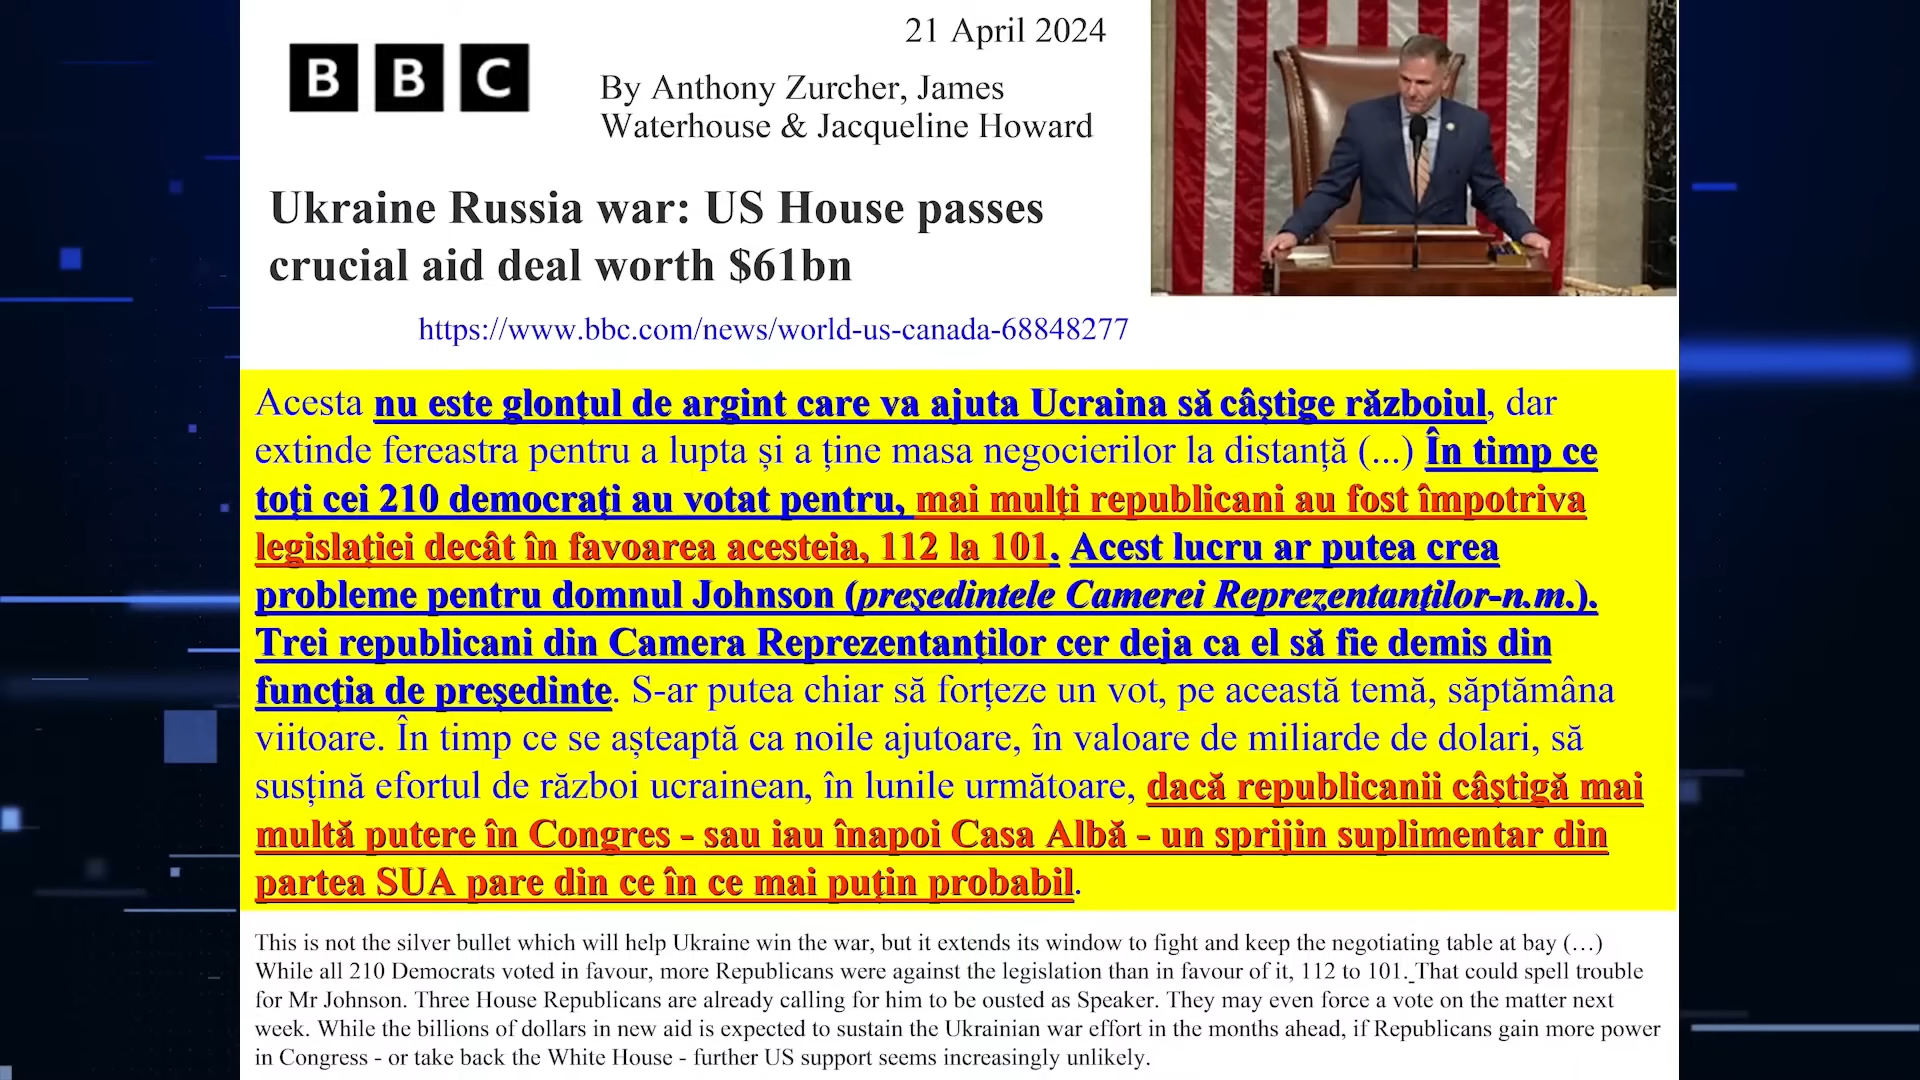 BBC
21 April 2024
By Anthony Zurcher, James
Waterhouse & Jacqueline Howard
Ukraine Russia war: US House passes
crucial aid deal worth $61bn
https://www.bbc.com/news/world-us-canada-68848277
Acesta nu este glonțul de argint care va ajuta Ucraina să câștige războiul, dar
extinde fereastra pentru a lupta și a ține masa negocierilor la distanță (...) În timp ce
toți cei 210 democrați au votat pentru, mai mulți republicani au fost împotriva
legislației decât în favoarea acesteia, 112 la 101. Acest lucru ar putea crea
probleme pentru domnul Johnson (președintele Camerei Reprezentanților-n.m.).
Trei republicani din Camera Reprezentanților cer deja ca el să fie demis din
funcția de președinte. S-ar putea chiar să forțeze un vot, pe această temă, săptămâna
viitoare. În timp ce se așteaptă ca noile ajutoare, în valoare de miliarde de dolari, să
susțină efortul de război ucrainean, în lunile următoare, dacă republicanii câștigă mai
multă putere în Congres - sau iau înapoi Casa Albă - un sprijin suplimentar din
partea SUA pare din ce în ce mai puțin probabil.
This is not the silver bullet which will help Ukraine win the war, but it extends its window to fight and keep the negotiating table at bay (…)
While all 210 Democrats voted in favour, more Republicans were against the legislation than in favour of it, 112 to 101. That could spell trouble
for Mr Johnson. Three House Republicans are already calling for him to be ousted as Speaker. They may even force a vote on the matter next
week. While the billions of dollars in new aid is expected to sustain the Ukrainian war effort in the months ahead, if Republicans gain more power
in Congress - or take back the White House - further US support seems increasingly unlikely.